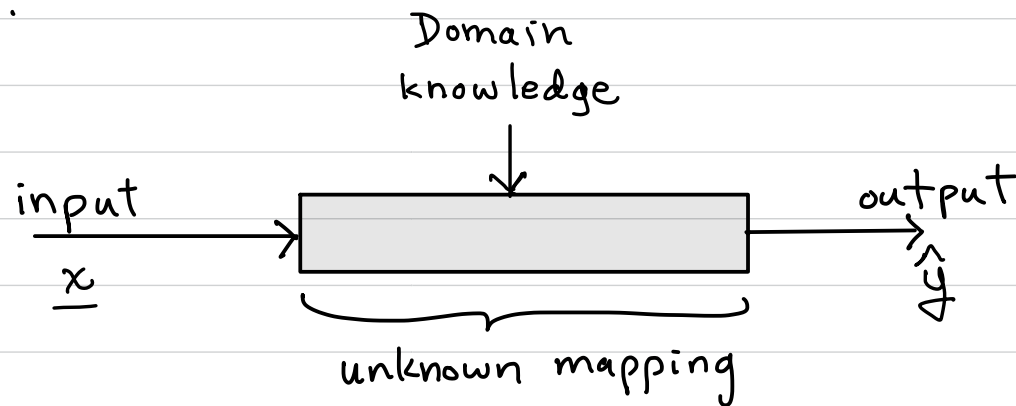 Domain
knowledge
input
output
x
ŷ
unknown mapping